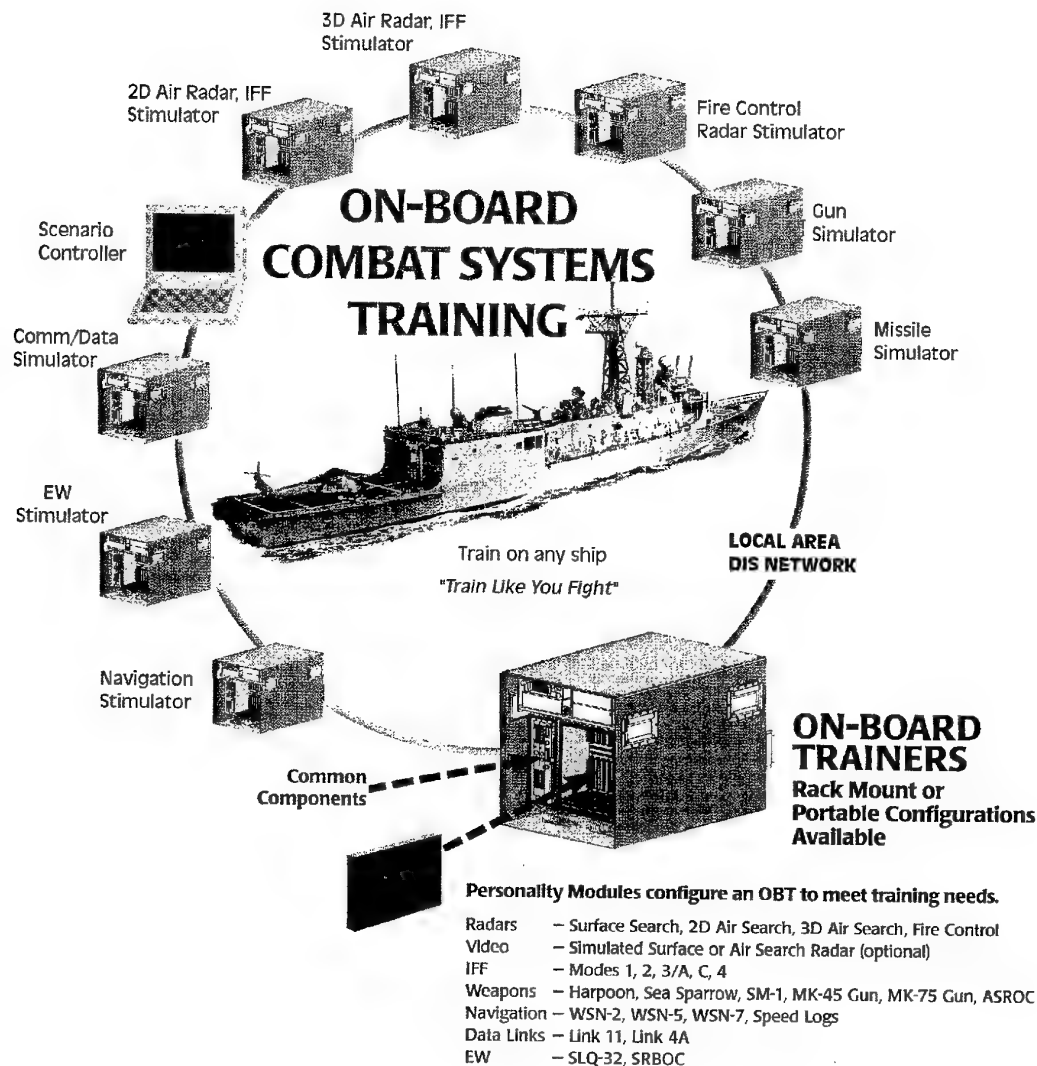 3D Air Radar, IFF
Stimulator
2D Air Radar, IFF
Stimulator
Fire Control
Radar Stimulator
ON-BOARD
COMBAT SYSTEMS
TRAINING
Gun
Simulator
Scenario
Controller
Missile
Simulator
Comm/Data
Simulator
EW
Stimulator
Train on any ship
"Train Like You Fight"
LOCAL AREA
DIS NETWORK
Navigation
Stimulator
ON-BOARD
TRAINERS
Rack Mount or
Portable Configurations
Available
Common
Components
Personality Modules configure an OBT to meet training needs.
Radars – Surface Search, 2D Air Search, 3D Air Search, Fire Control
Video – Simulated Surface or Air Search Radar (optional)
IFF – Modes 1, 2, 3/A, C, 4
Weapons – Harpoon, Sea Sparrow, SM-1, MK-45 Gun, MK-75 Gun, ASROC
Navigation – WSN-2, WSN-5, WSN-7, Speed Logs
Data Links – Link 11, Link 4A
EW – SLQ-32, SRBOC